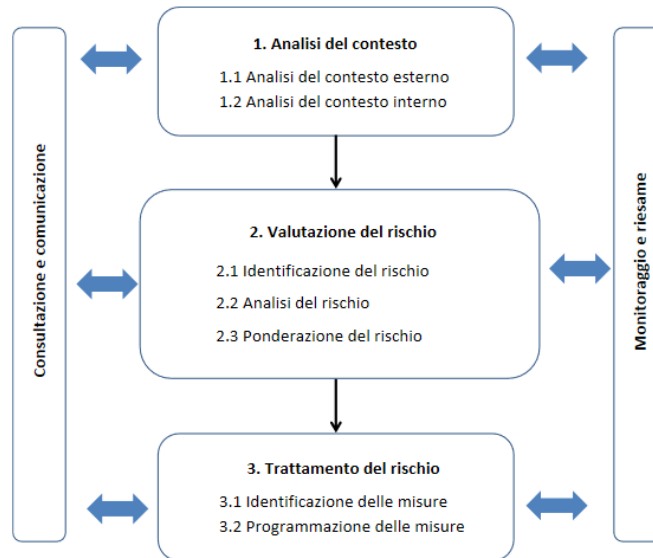 Consultazione e comunicazione
1. Analisi del contesto
1.1 Analisi del contesto esterno
1.2 Analisi del contesto interno
2. Valutazione del rischio
2.1 Identificazione del rischio
2.2 Analisi del rischio
2.3 Ponderazione del rischio
3. Trattamento del rischio
3.1 Identificazione delle misure
3.2 Programmazione delle misure
Monitoraggio e riesame